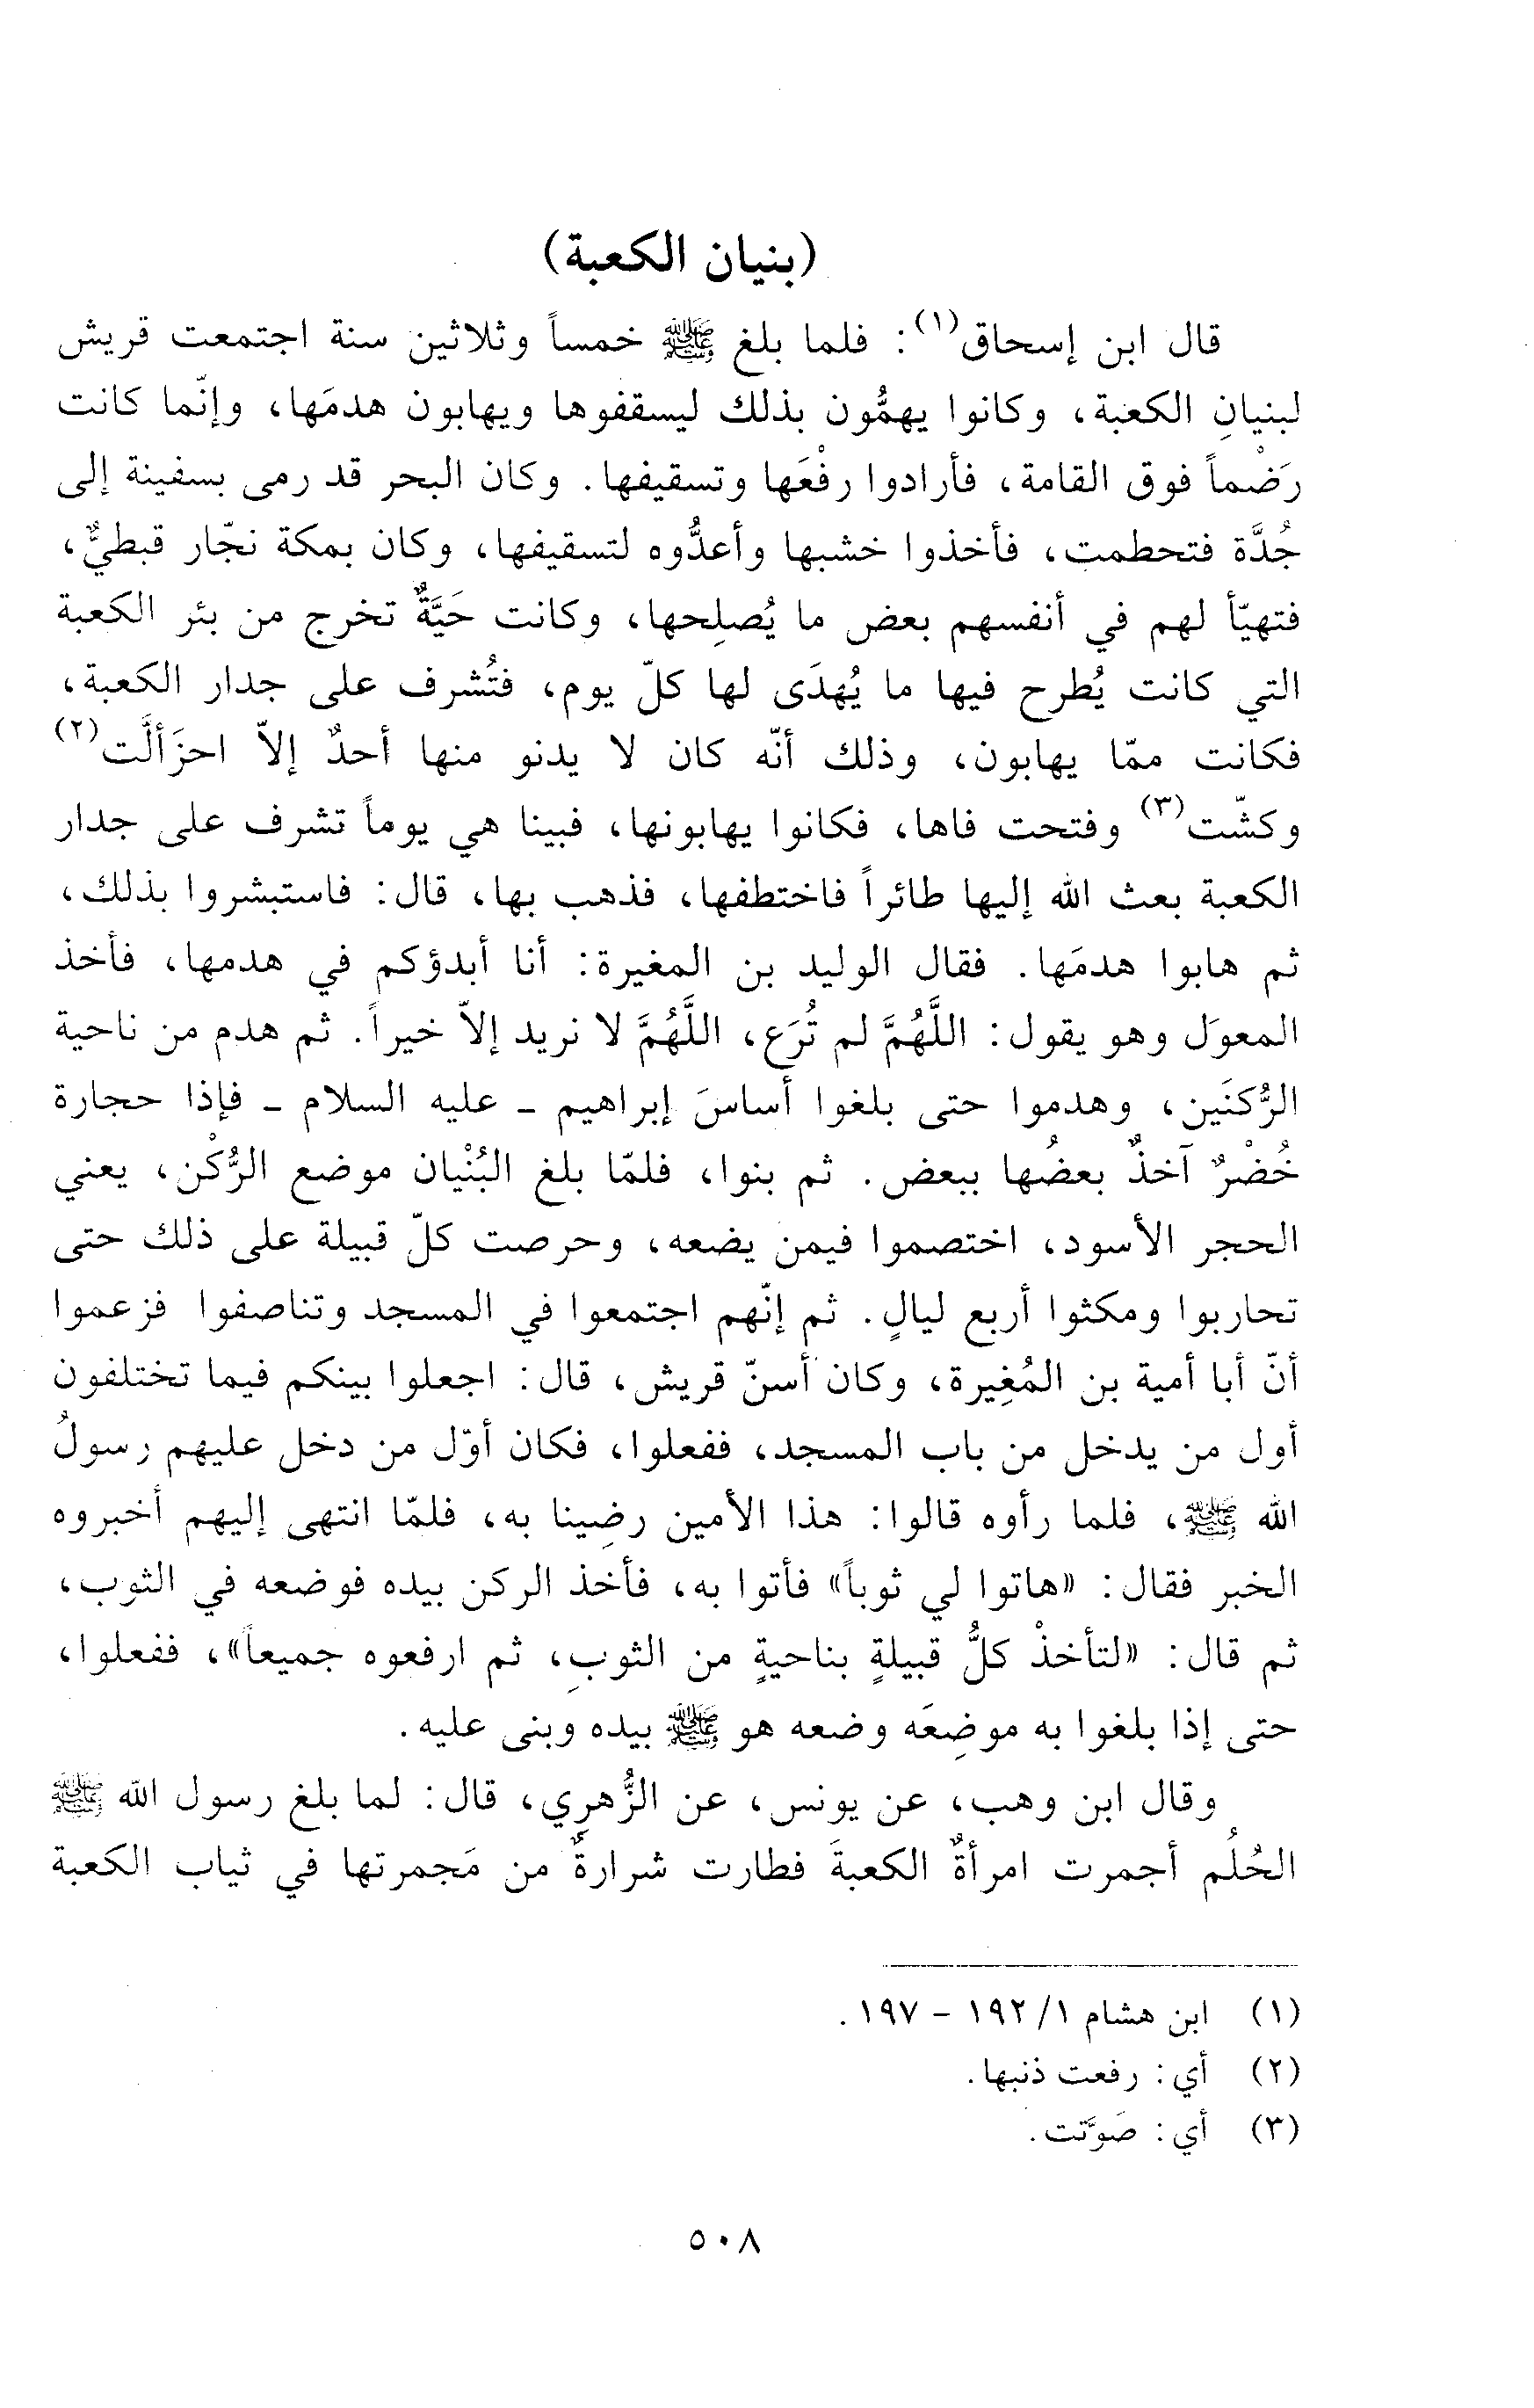 (بنيان الكعبة)
قال ابن إسحاق(١): فلما بلغ ﷺ خمساً وثلاثين سنة اجتمعت قريش
لبنيانِ الكعبة، وكانوا يهمُّون بذلك ليسقفوها ويهابون هدمَها، وإنّما كانت
رَضْماً فوق القامة، فأرادوا رفْعَها وتسقيفها. وكان البحر قد رمى بسفينة إلى
جُدَّة فتحطمت، فأخذوا خشبها وأعدُّوه لتسقيفها، وكان بمكة نجّار قبطيٌّ،
فتهيّأ لهم في أنفسهم بعض ما يُصلِحها، وكانت حَيَّةٌ تخرج من بئر الكعبة
التي كانت يُطرح فيها ما يُهدَى لها كلّ يوم، فتُشرف على جدار الكعبة،
فكانت ممّا يهابون، وذلك أنّه كان لا يدنو منها أحدٌ إلاّ احزَألَّت(٢)
وكشّت(٣) وفتحت فاها، فكانوا يهابونها، فبينا هي يوماً تشرف على جدار
الكعبة بعث الله إليها طائراً فاختطفها، فذهب بها، قال: فاستبشروا بذلك،
ثم هابوا هدمَها. فقال الوليد بن المغيرة: أنا أبدؤكم في هدمها، فأخذ
المعوَل وهو يقول: اللَّهُمَّ لم تُرَع، اللَّهُمَّ لا نريد إلاّ خيراً. ثم هدم من ناحية
الرُّكنَين، وهدموا حتى بلغوا أساسَ إبراهيم - عليه السلام - فإذا حجارة
خُضْرٌ آخذٌ بعضُها ببعض. ثم بنوا، فلمّا بلغ البُنْيان موضع الرُّكْن، يعني
الحجر الأسود، اختصموا فيمن يضعه، وحرصت كلّ قبيلة على ذلك حتى
تحاربوا ومكثوا أربع ليالٍ. ثم إنّهم اجتمعوا في المسجد وتناصفوا فزعموا
أنّ أبا أمية بن المُغِيرة، وكان أسنّ قريش، قال: اجعلوا بينكم فيما تختلفون
أول من يدخل من باب المسجد، ففعلوا، فكان أوّل من دخل عليهم رسولُ
الله ﷺ، فلما رأوه قالوا: هذا الأمين رضِينا به، فلمّا انتهى إليهم أخبروه
الخبر فقال: «هاتوا لي ثوباً» فأتوا به، فأخذ الركن بيده فوضعه في الثوب،
ثم قال: «لتأخذْ كلُّ قبيلةٍ بناحيةٍ من الثوبِ، ثم ارفعوه جميعاً»، ففعلوا،
حتى إذا بلغوا به موضِعَه وضعه هو ﷺ بيده وبنى عليه.
وقال ابن وهب، عن يونس، عن الزُّهرِي، قال: لما بلغ رسول الله ﷺ
الحُلُم أجمرت امرأةٌ الكعبةَ فطارت شرارةٌ من مَجمرتها في ثياب الكعبة
(١) ابن هشام ١/ ١٩٢ - ١٩٧.
(٢) أي: رفعت ذنبها.
(٣) أي: صَوَّتت.
٥٠٨